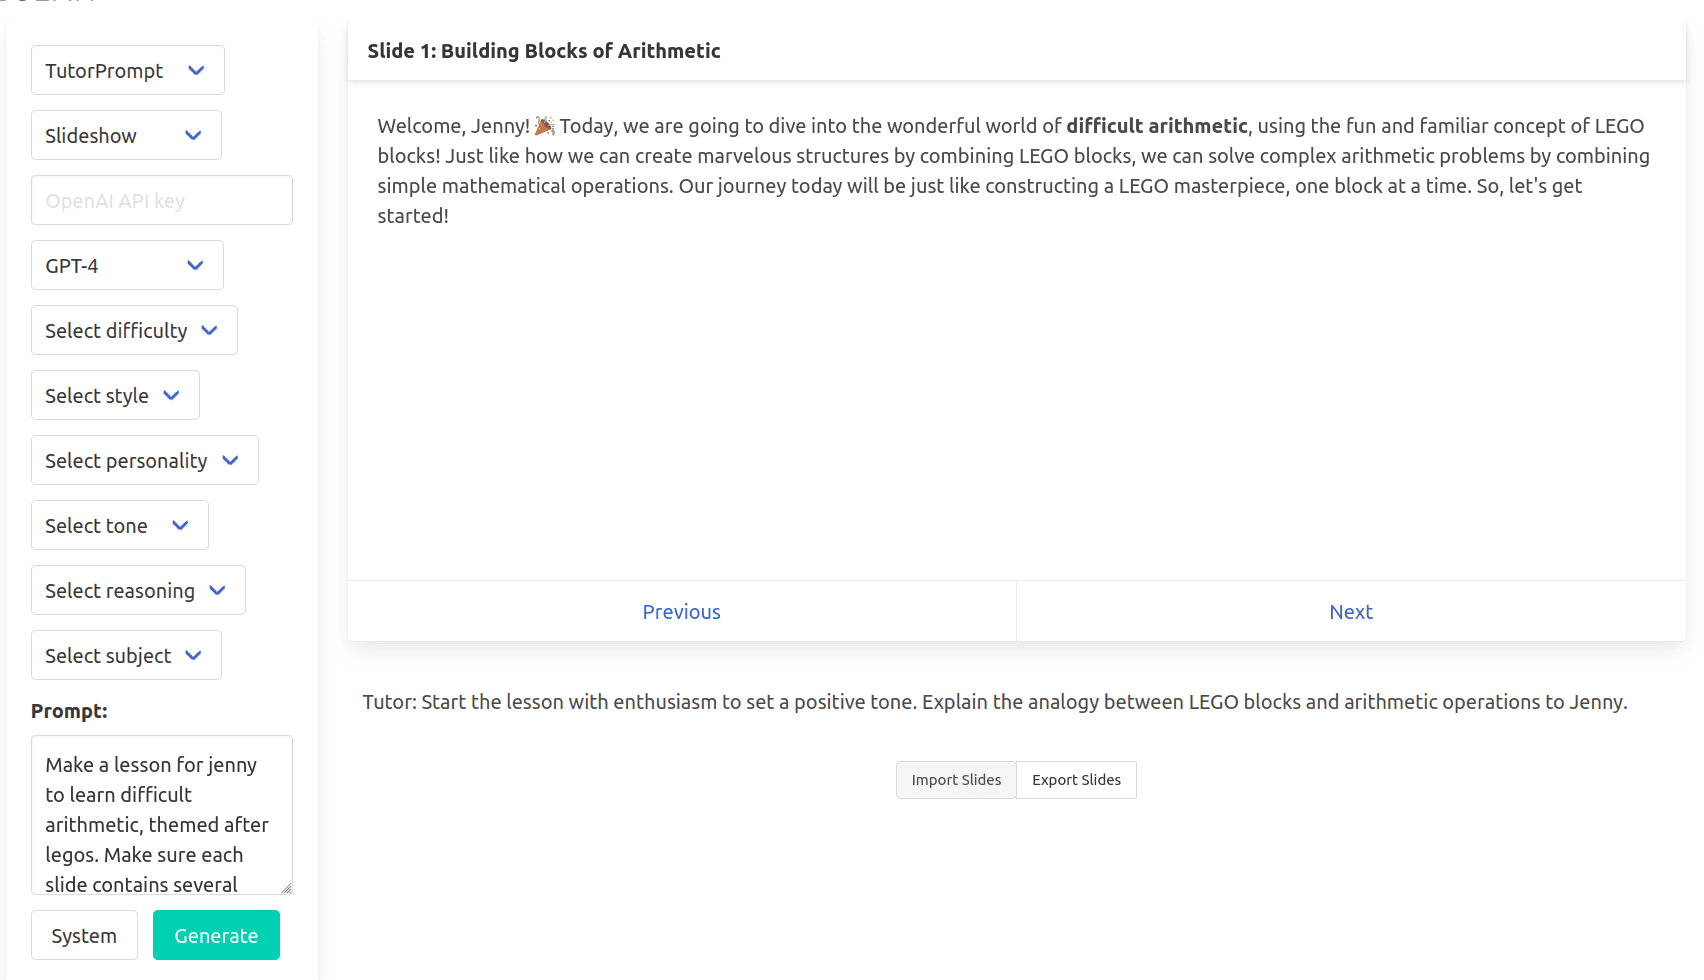 TutorPrompt
Slideshow
OpenAI API key
GPT-4
Select difficulty
Select style
Select personality
Select tone
Select reasoning
Select subject
Prompt:
Make a lesson for jenny
to learn difficult
arithmetic, themed after
legos. Make sure each
slide contains several
System
Generate
Slide 1: Building Blocks of Arithmetic
Welcome, Jenny! 🎉 Today, we are going to dive into the wonderful world of difficult arithmetic, using the fun and familiar concept of LEGO
blocks! Just like how we can create marvelous structures by combining LEGO blocks, we can solve complex arithmetic problems by combining
simple mathematical operations. Our journey today will be just like constructing a LEGO masterpiece, one block at a time. So, let's get
started!
Previous
Next
Tutor: Start the lesson with enthusiasm to set a positive tone. Explain the analogy between LEGO blocks and arithmetic operations to Jenny.
Import Slides
Export Slides